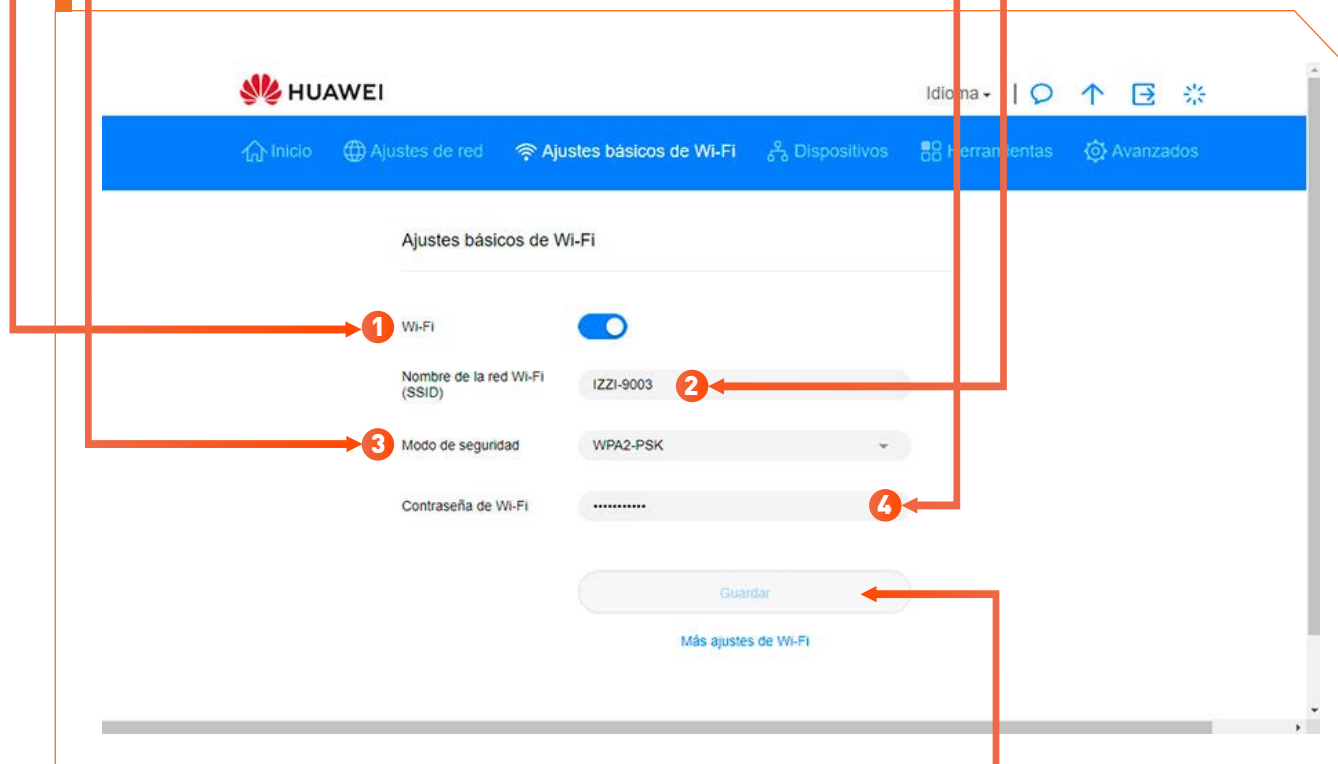 HUAWEI
Idioma
Inicio
Ajustes de red
Ajustes básicos de Wi-Fi
Dispositivos
Herramientas
Avanzados
Ajustes básicos de Wi-Fi
1 Wi-Fi
Nombre de la red Wi-Fi
(SSID)
IZZI-9003
2
3 Modo de seguridad
WPA2-PSK
Contraseña de Wi-Fi
•••••••••••
4
Guardar
Más ajustes de Wi-Fi